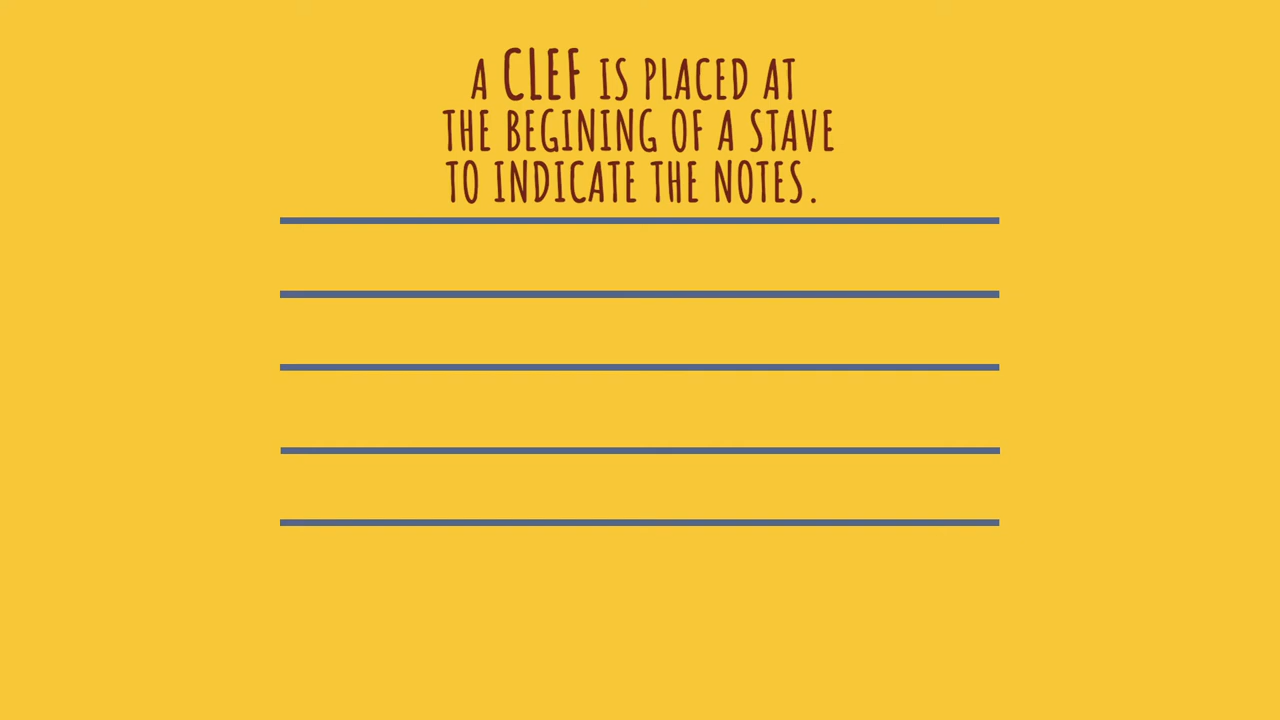 A CLEF IS PLACED AT
THE BEGINING OF A STAVE
TO INDICATE THE NOTES.